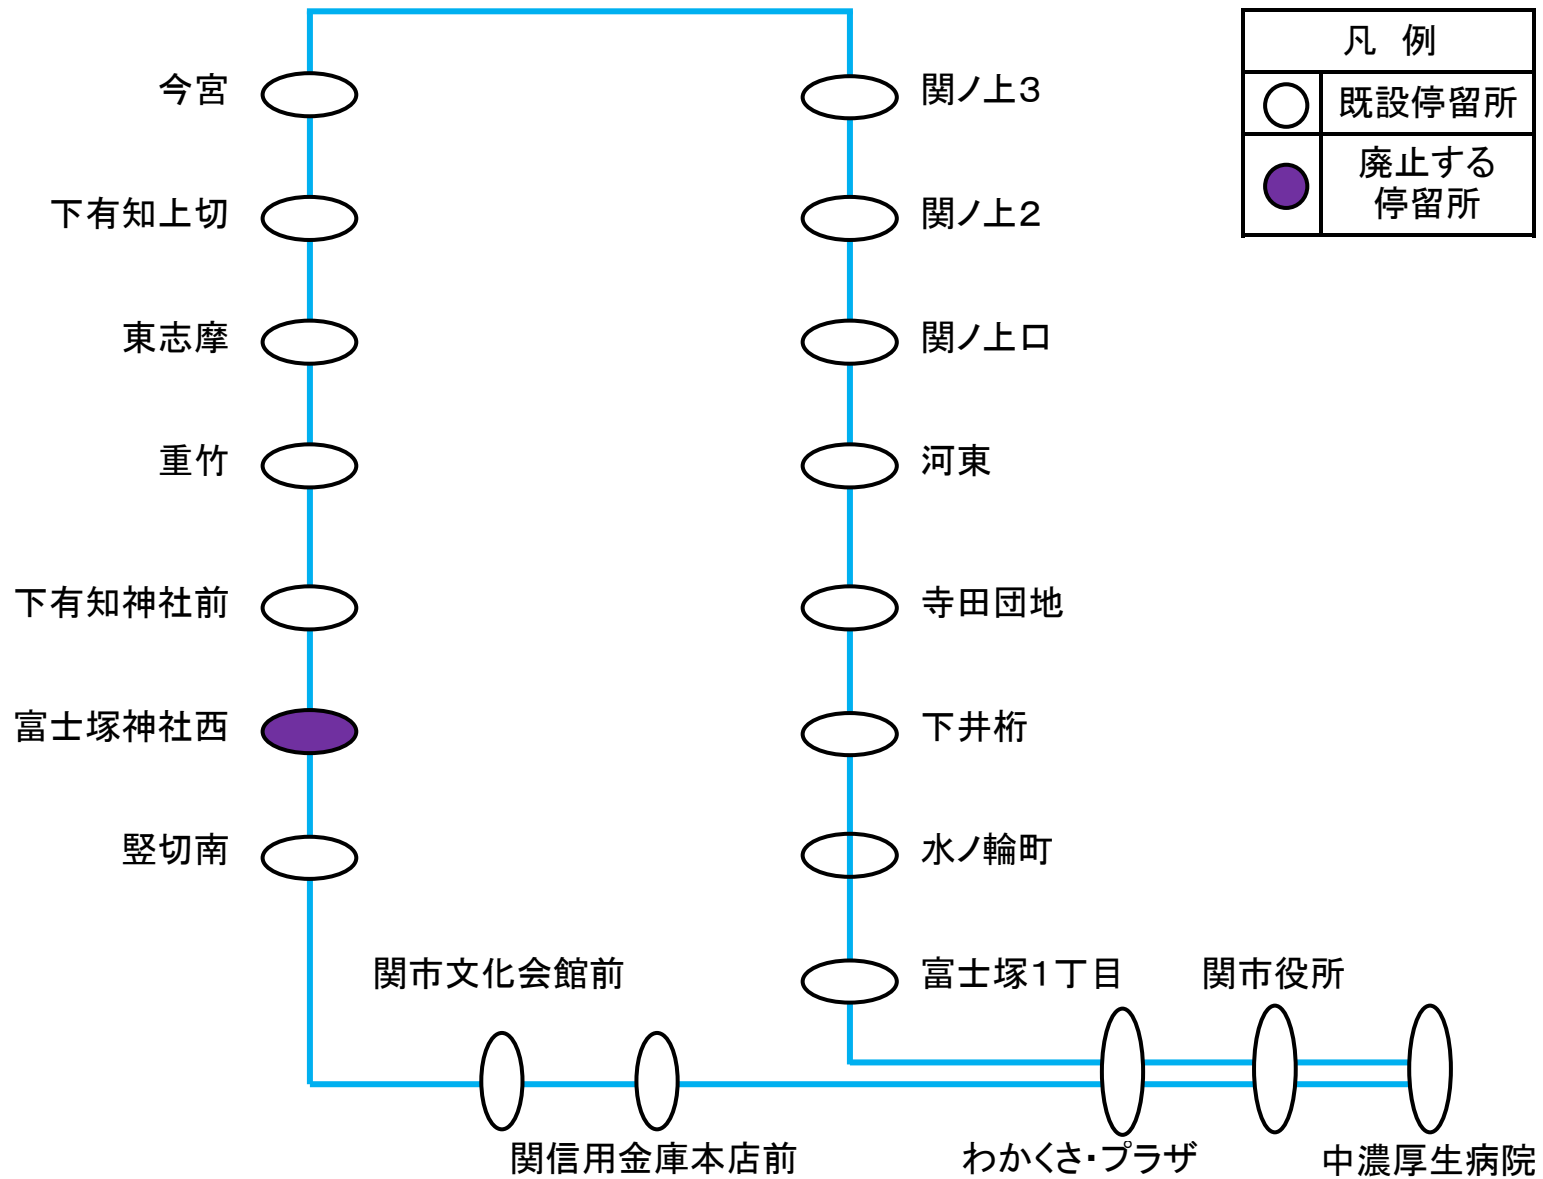 凡 例
既設停留所
廃止する
停留所
今宮
関ノ上3
下有知上切
関ノ上2
東志摩
関ノ上口
重竹
河東
下有知神社前
寺田団地
富士塚神社西
下井桁
竪切南
水ノ輪町
関市文化会館前
富士塚1丁目
関市役所
関信用金庫本店前
わかくさ・プラザ
中濃厚生病院